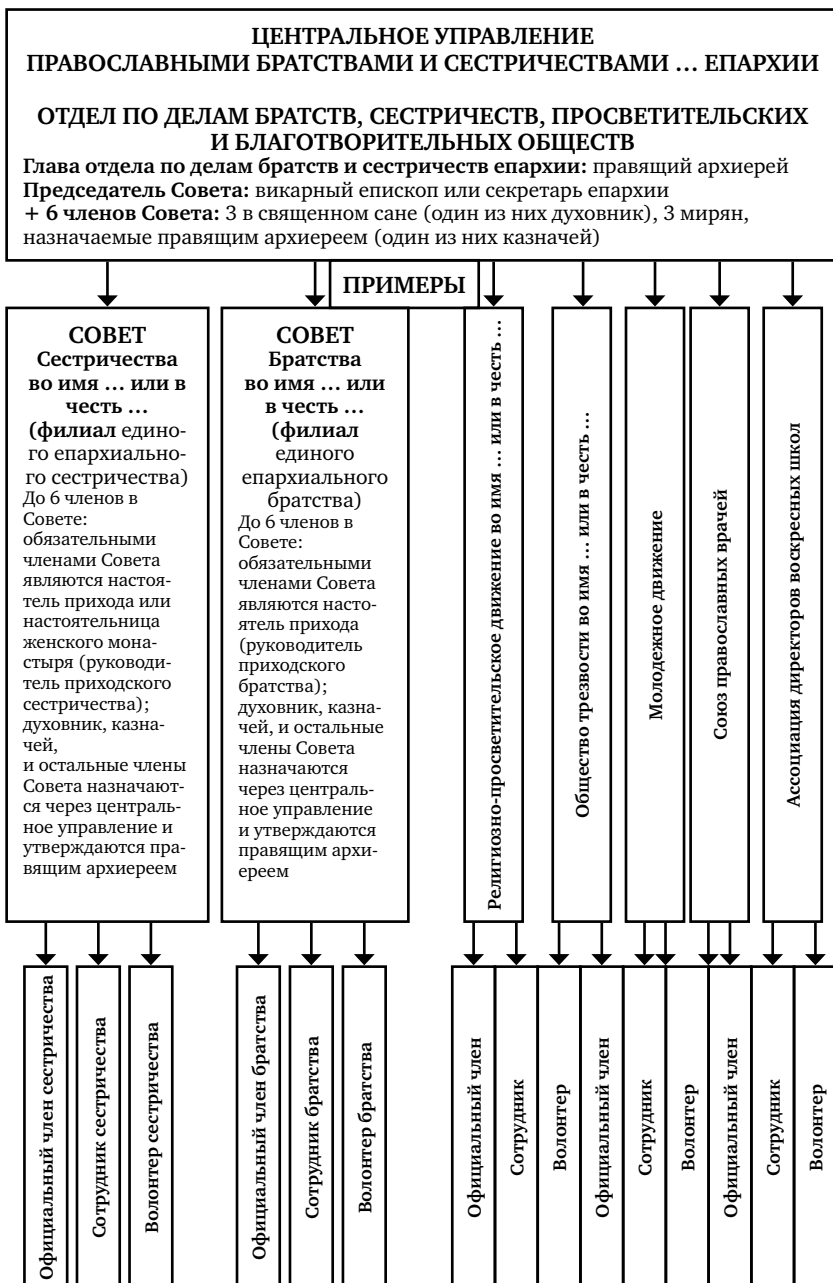 ЦЕНТРАЛЬНОЕ УПРАВЛЕНИЕ
ПРАВОСЛАВНЫМИ БРАТСТВАМИ И СЕСТРИЧЕСТВАМИ … ЕПАРХИИ
ОТДЕЛ ПО ДЕЛАМ БРАТСТВ, СЕСТРИЧЕСТВ, ПРОСВЕТИТЕЛЬСКИХ
И БЛАГОТВОРИТЕЛЬНЫХ ОБЩЕСТВ
Глава отдела по делам братств и сестричеств епархии: правящий архиерей
Председатель Совета: викарный епископ или секретарь епархии
+ 6 членов Совета: 3 в священном сане (один из них духовник), 3 мирян,
назначаемые правящим архиереем (один из них казначей)
ПРИМЕРЫ
СОВЕТ
Сестричества
во имя … или в
честь …
(филиал едино-
го епархиально-
го сестричества)
До 6 членов в
Совете:
обязательными
членами Совета
являются настоя-
тель прихода или
настоятельница
женского мона-
стыря (руководи-
тель приходского
сестричества);
духовник, казна-
чей,
и остальные члены
Совета назначают-
ся через централь-
ное управление и
утверждаются пра-
вящим архиереем
СОВЕТ
Братства
во имя … или
в честь …
(филиал
единого
епархиального
братства)
До 6 членов в
Совете:
обязательными
членами Совета
являются насто-
ятель прихода
(руководитель
приходского
братства);
духовник, казна-
чей, и остальные
члены Совета
назначаются
через централь-
ное управление
и утверждаются
правящим архи-
ереем
Религиозно-просветительское движение во имя … или в честь …
Общество трезвости во имя … или в честь …
Молодежное движение
Союз православных врачей
Ассоциация директоров воскресных школ
Официальный член сестричества
Сотрудник сестричества
Волонтер сестричества
Официальный член братства
Сотрудник братства
Волонтер братства
Официальный член
Сотрудник
Волонтер
Официальный член
Сотрудник
Волонтер
Официальный член
Сотрудник
Волонтер